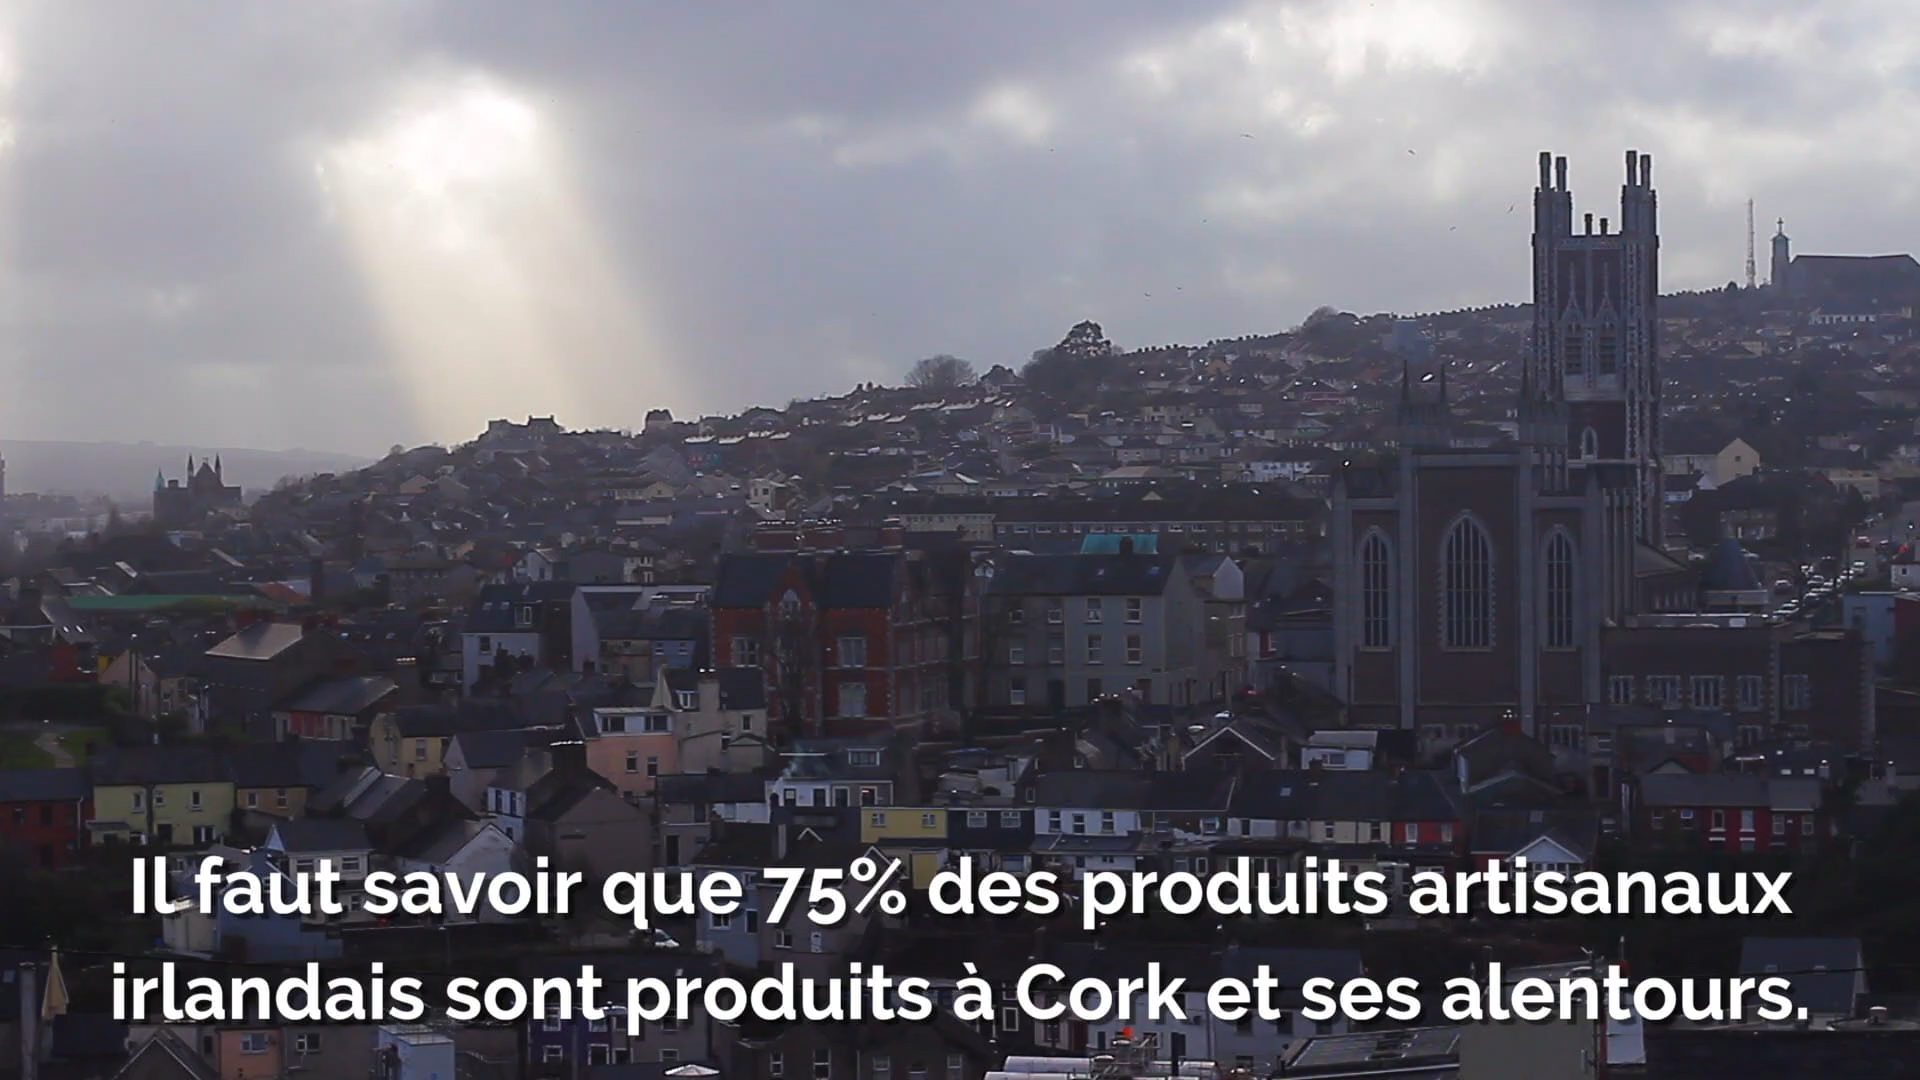 Il faut savoir que 75% des produits artisanaux
irlandais sont produits à Cork et ses alentours.